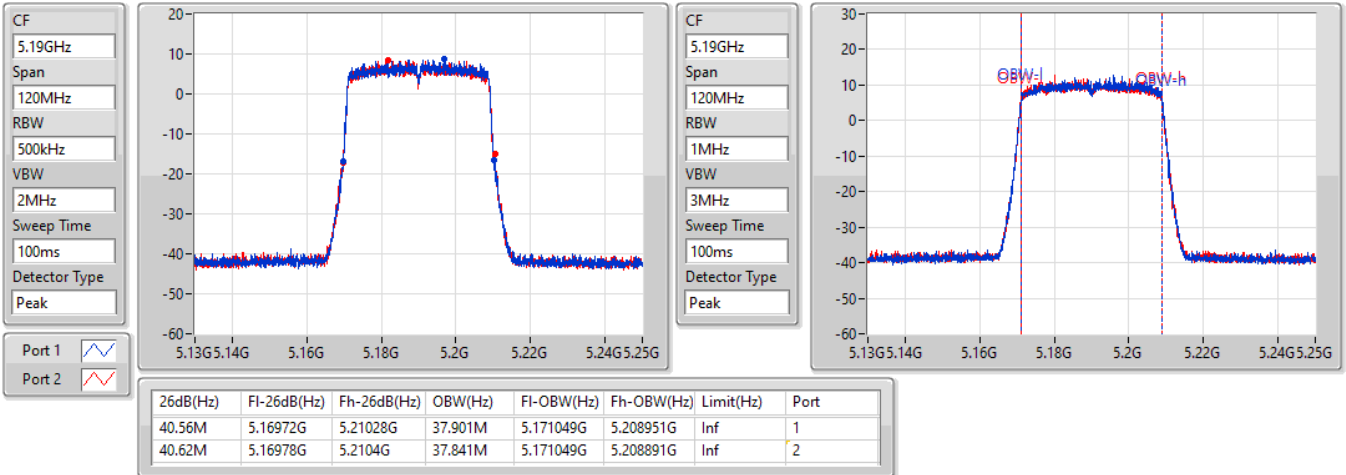 CF
5.19GHz
Span
120MHz
RBW
500kHz
VBW
2MHz
Sweep Time
100ms
Detector Type
Peak
Port 1
Port 2
20
10
0
-10
-20
-30
-40
-50
-60
5.13G 5.14G 5.16G 5.18G 5.2G 5.22G 5.24G 5.25G
CF
5.19GHz
Span
120MHz
RBW
1MHz
VBW
3MHz
Sweep Time
100ms
Detector Type
Peak
30
20
10
0
-10
-20
-30
-40
-50
-60
OBW-l OBW-h
5.13G 5.14G 5.16G 5.18G 5.2G 5.22G 5.24G 5.25G
26dB(Hz) Fl-26dB(Hz) Fh-26dB(Hz) OBW(Hz) Fl-OBW(Hz) Fh-OBW(Hz) Limit(Hz) Port
40.56M 5.16972G 5.21028G 37.901M 5.171049G 5.208951G Inf 1
40.62M 5.16978G 5.2104G 37.841M 5.171049G 5.208891G Inf 2